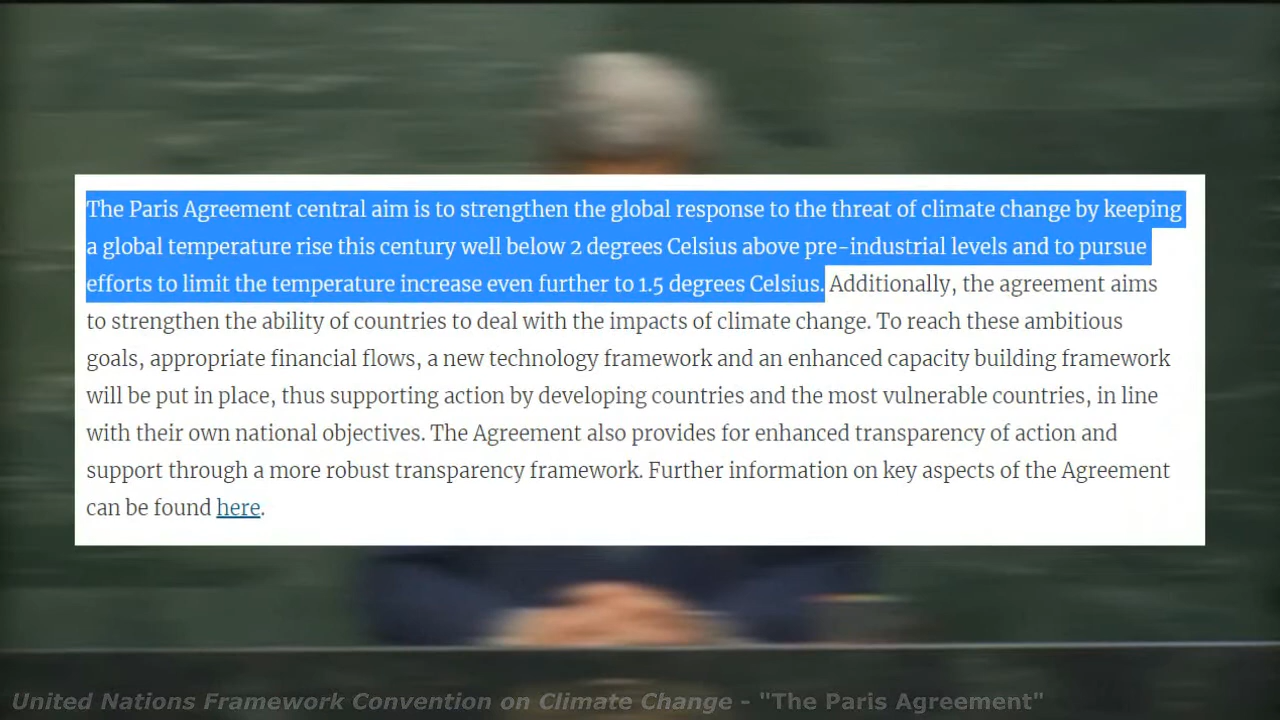 The Paris Agreement central aim is to strengthen the global response to the threat of climate change by keeping
a global temperature rise this century well below 2 degrees Celsius above pre-industrial levels and to pursue
efforts to limit the temperature increase even further to 1.5 degrees Celsius. Additionally, the agreement aims
to strengthen the ability of countries to deal with the impacts of climate change. To reach these ambitious
goals, appropriate financial flows, a new technology framework and an enhanced capacity building framework
will be put in place, thus supporting action by developing countries and the most vulnerable countries, in line
with their own national objectives. The Agreement also provides for enhanced transparency of action and
support through a more robust transparency framework. Further information on key aspects of the Agreement
can be found here.
United Nations Framework Convention on Climate Change - "The Paris Agreement"